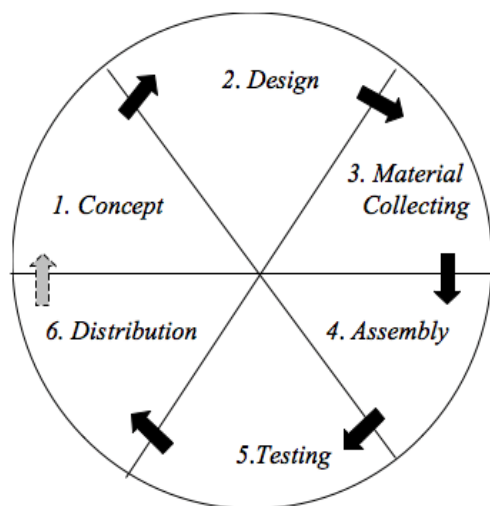 1. Concept
2. Design
3. Material
Collecting
4. Assembly
5.Testing
6. Distribution